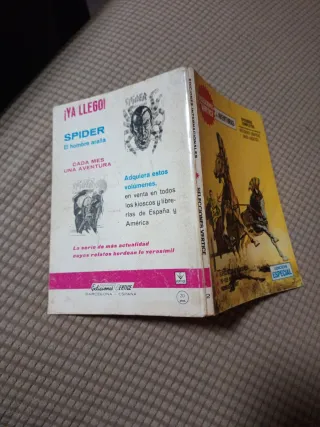 ¡YA LLEGO!
SPIDER
El hombre araña
CADA MES
UNA AVENTURA
Adquiera estos
volúmenes,
en venta en todos
los kioscos y libre-
rías de España y
América
La serie de más actualidad
cuyos relatos bordean lo verosímil
Ediciones VERTICE
BARCELONA - ESPAÑA
SELECCIONES VERTICE
ESPECIAL